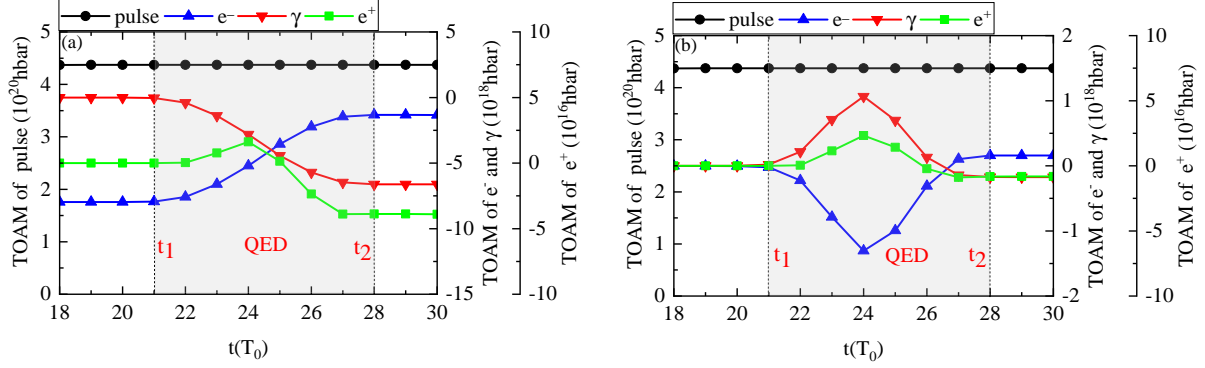 pulse e⁻ γ e⁺
(a)
TOAM of pulse (10²⁰hbar)
5
4
3
2
1
0
18 20 22 24 26 28 30
t(T₀)
t₁ QED t₂
5
0
-5
-10
-15
TOAM of e⁻ and γ (10¹⁸hbar)
10
5
0
-5
-10
TOAM of e⁺ (10¹⁶hbar)
pulse e⁻ γ e⁺
(b)
TOAM of pulse (10²⁰hbar)
5
4
3
2
1
0
18 20 22 24 26 28 30
t(T₀)
t₁ QED t₂
2
1
0
-1
-2
TOAM of e⁻ and γ (10¹⁸hbar)
10
5
0
-5
-10
TOAM of e⁺ (10¹⁶hbar)